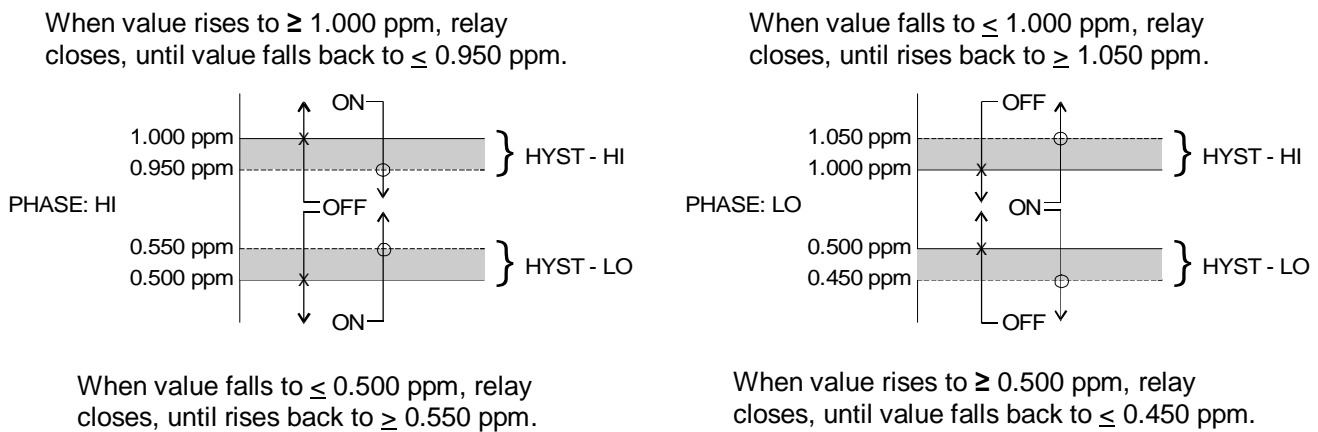 When value rises to ≥ 1.000 ppm, relay
closes, until value falls back to ≤ 0.950 ppm.
ON
1.000 ppm
0.950 ppm
HYST - HI
PHASE: HI
OFF
0.550 ppm
0.500 ppm
HYST - LO
ON
When value falls to ≤ 0.500 ppm, relay
closes, until rises back to ≥ 0.550 ppm.
When value falls to ≤ 1.000 ppm, relay
closes, until rises back to ≥ 1.050 ppm.
OFF
1.050 ppm
1.000 ppm
HYST - HI
PHASE: LO
ON
0.500 ppm
0.450 ppm
HYST - LO
OFF
When value rises to ≥ 0.500 ppm, relay
closes, until value falls back to ≤ 0.450 ppm.